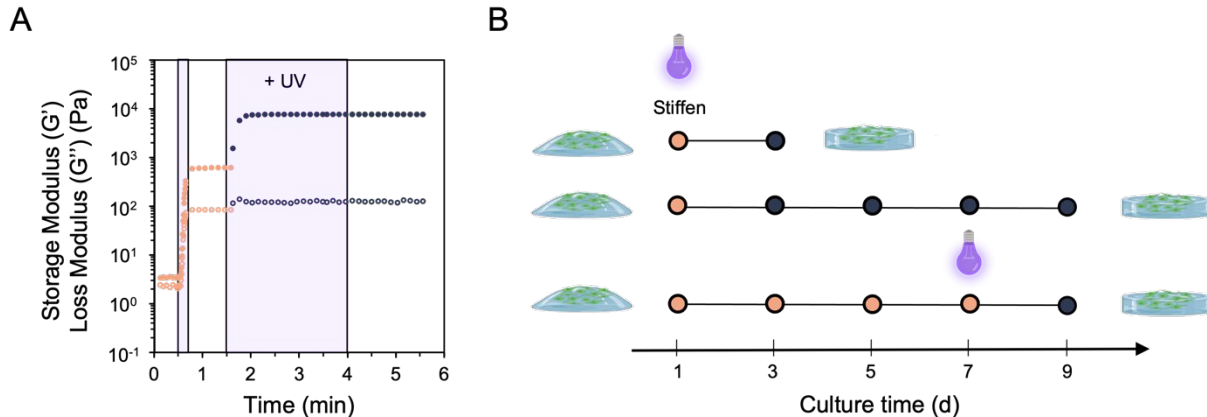 A
Storage Modulus (G')
Loss Modulus (G'') (Pa)
10⁵
10⁴
10³
10²
10¹
10⁰
10⁻¹
+ UV
0 1 2 3 4 5 6
Time (min)
B
Stiffen
1 3 5 7 9
Culture time (d)